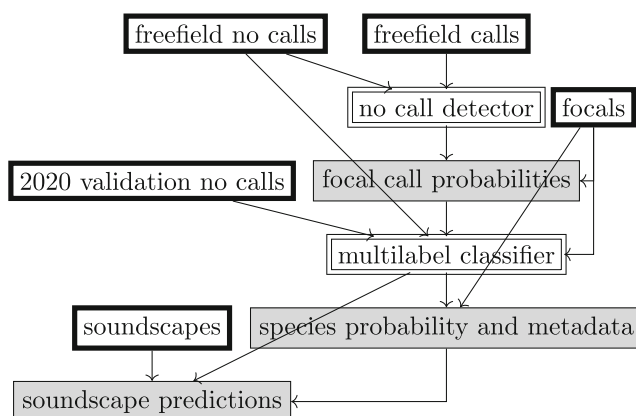 freefield no calls
freefield calls
no call detector
focals
2020 validation no calls
focal call probabilities
multilabel classifier
soundscapes
species probability and metadata
soundscape predictions